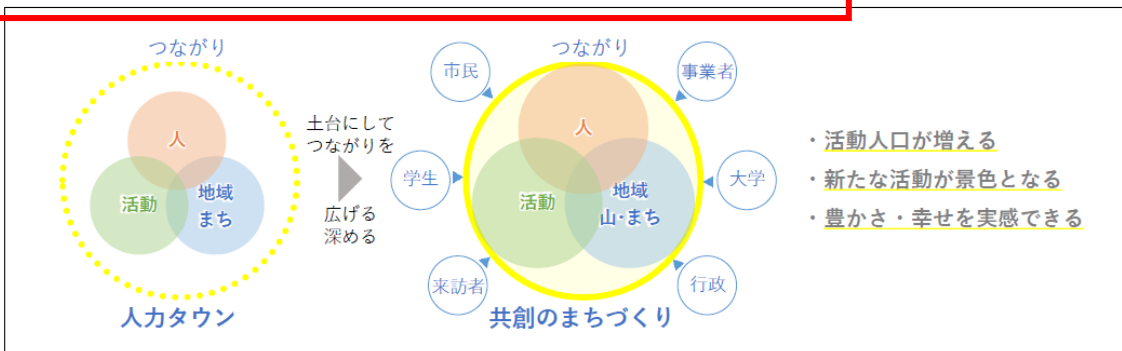 つながり
人
活動
地域
まち
人力タウン
土台にして
つながりを
広げる
深める
つながり
市民
事業者
学生
大学
来訪者
行政
人
活動
地域
山・まち
共創のまちづくり
・活動人口が増える
・新たな活動が景色となる
・豊かさ・幸せを実感できる